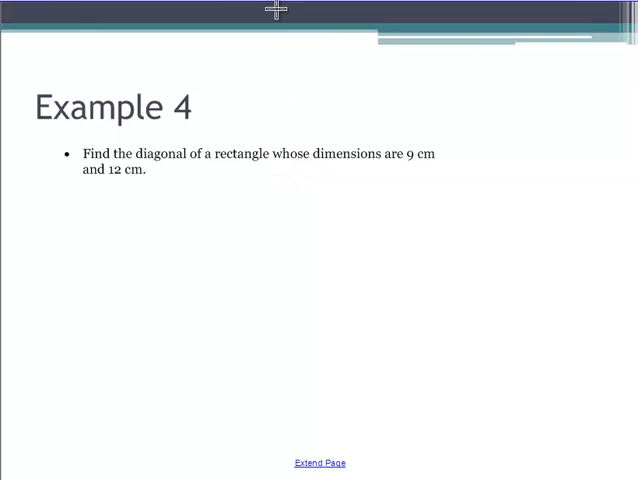 Example 4
• Find the diagonal of a rectangle whose dimensions are 9 cm
and 12 cm.
Extend Page